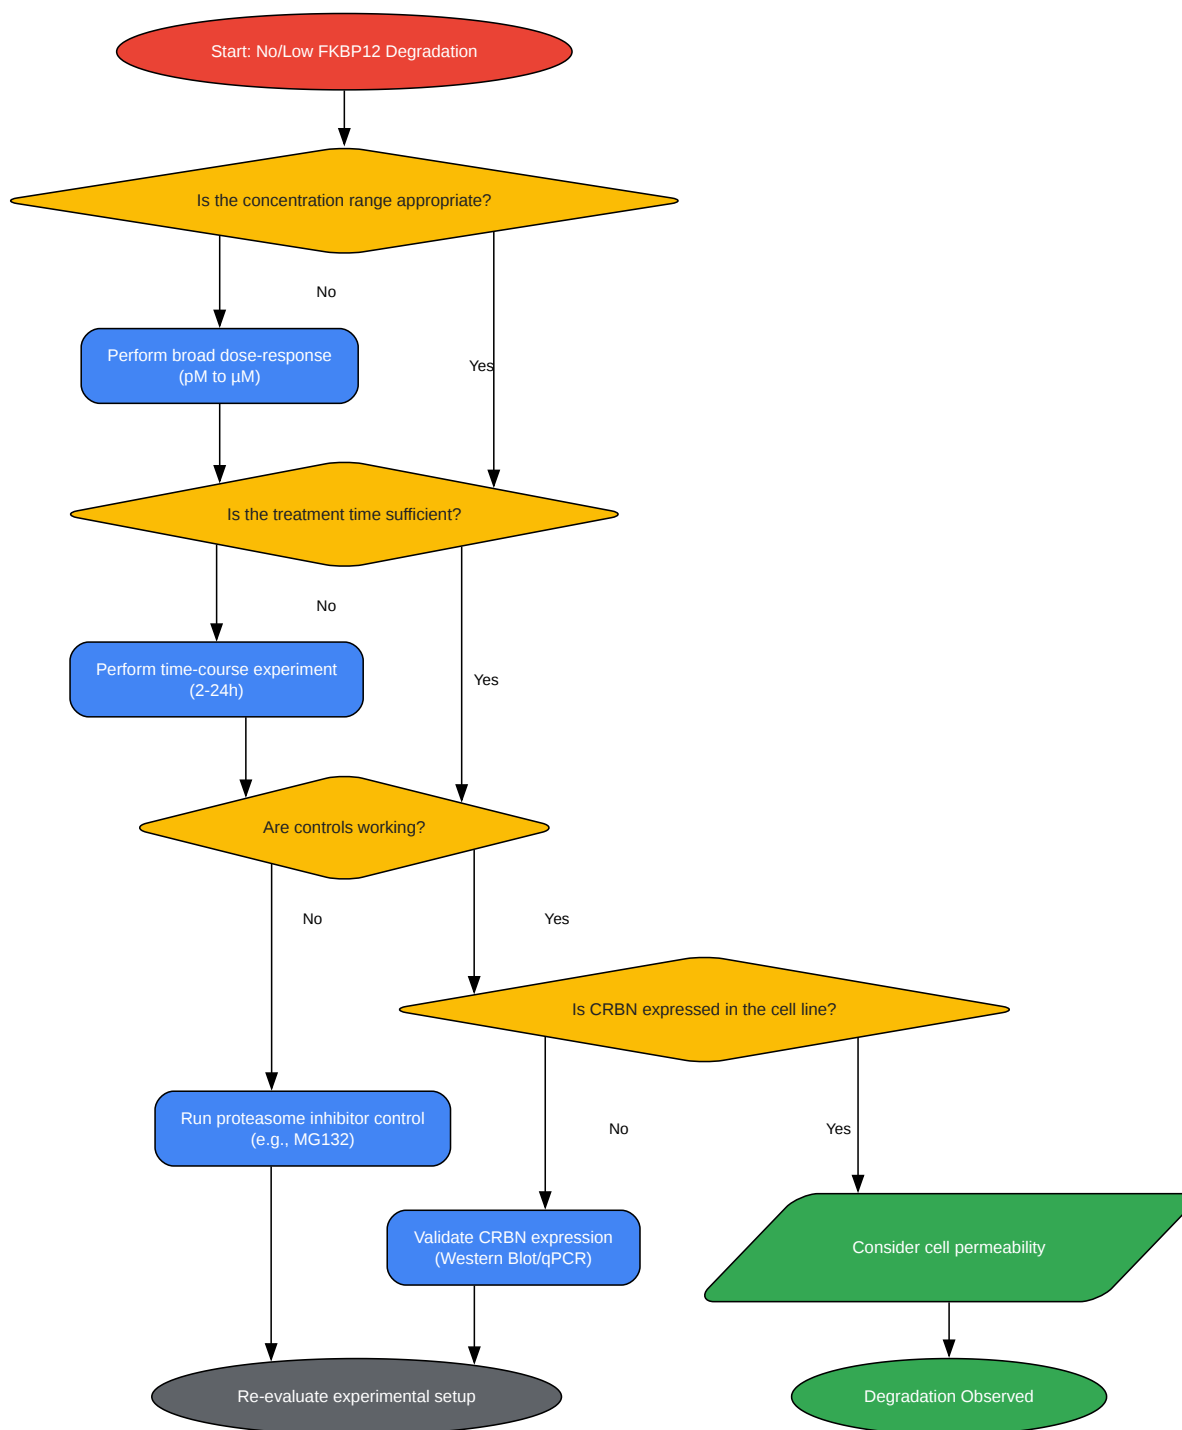 Start: No/Low FKBP12 Degradation
Is the concentration range appropriate?
No
Perform broad dose-response
(pM to µM)
Yes
Is the treatment time sufficient?
No
Perform time-course experiment
(2-24h)
Yes
Are controls working?
No
Yes
Is CRBN expressed in the cell line?
Run proteasome inhibitor control
(e.g., MG132)
No
Yes
Validate CRBN expression
(Western Blot/qPCR)
Consider cell permeability
Re-evaluate experimental setup
Degradation Observed